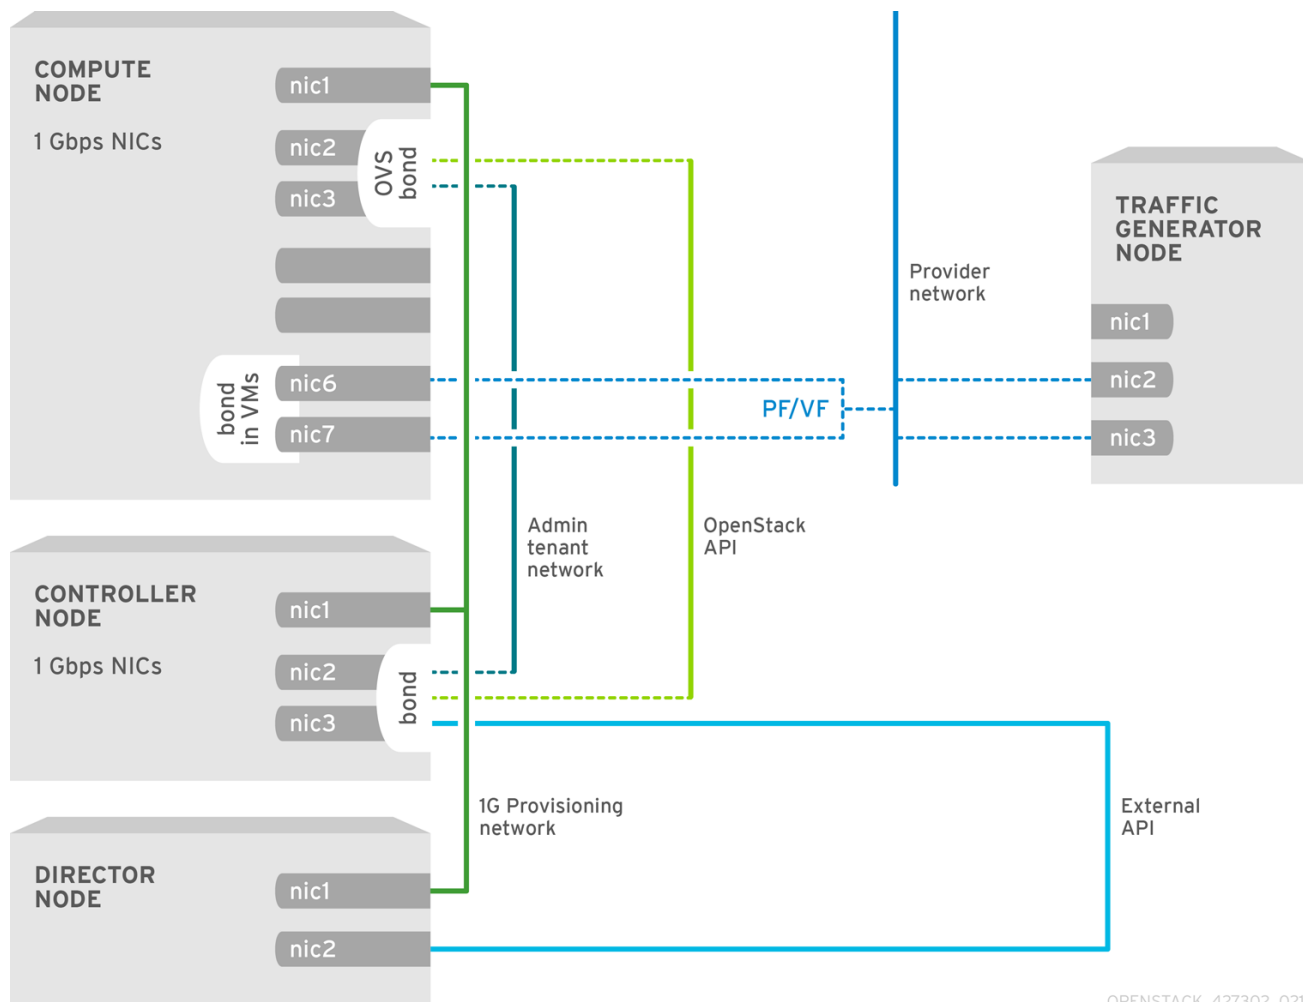 COMPUTE
NODE
1 Gbps NICs
nic1
nic2
nic3
OVS
bond
nic6
nic7
bond
in VMs
CONTROLLER
NODE
1 Gbps NICs
nic1
nic2
nic3
bond
DIRECTOR
NODE
nic1
nic2
Admin
tenant
network
OpenStack
API
1G Provisioning
network
PF/VF
Provider
network
TRAFFIC
GENERATOR
NODE
nic1
nic2
nic3
External
API